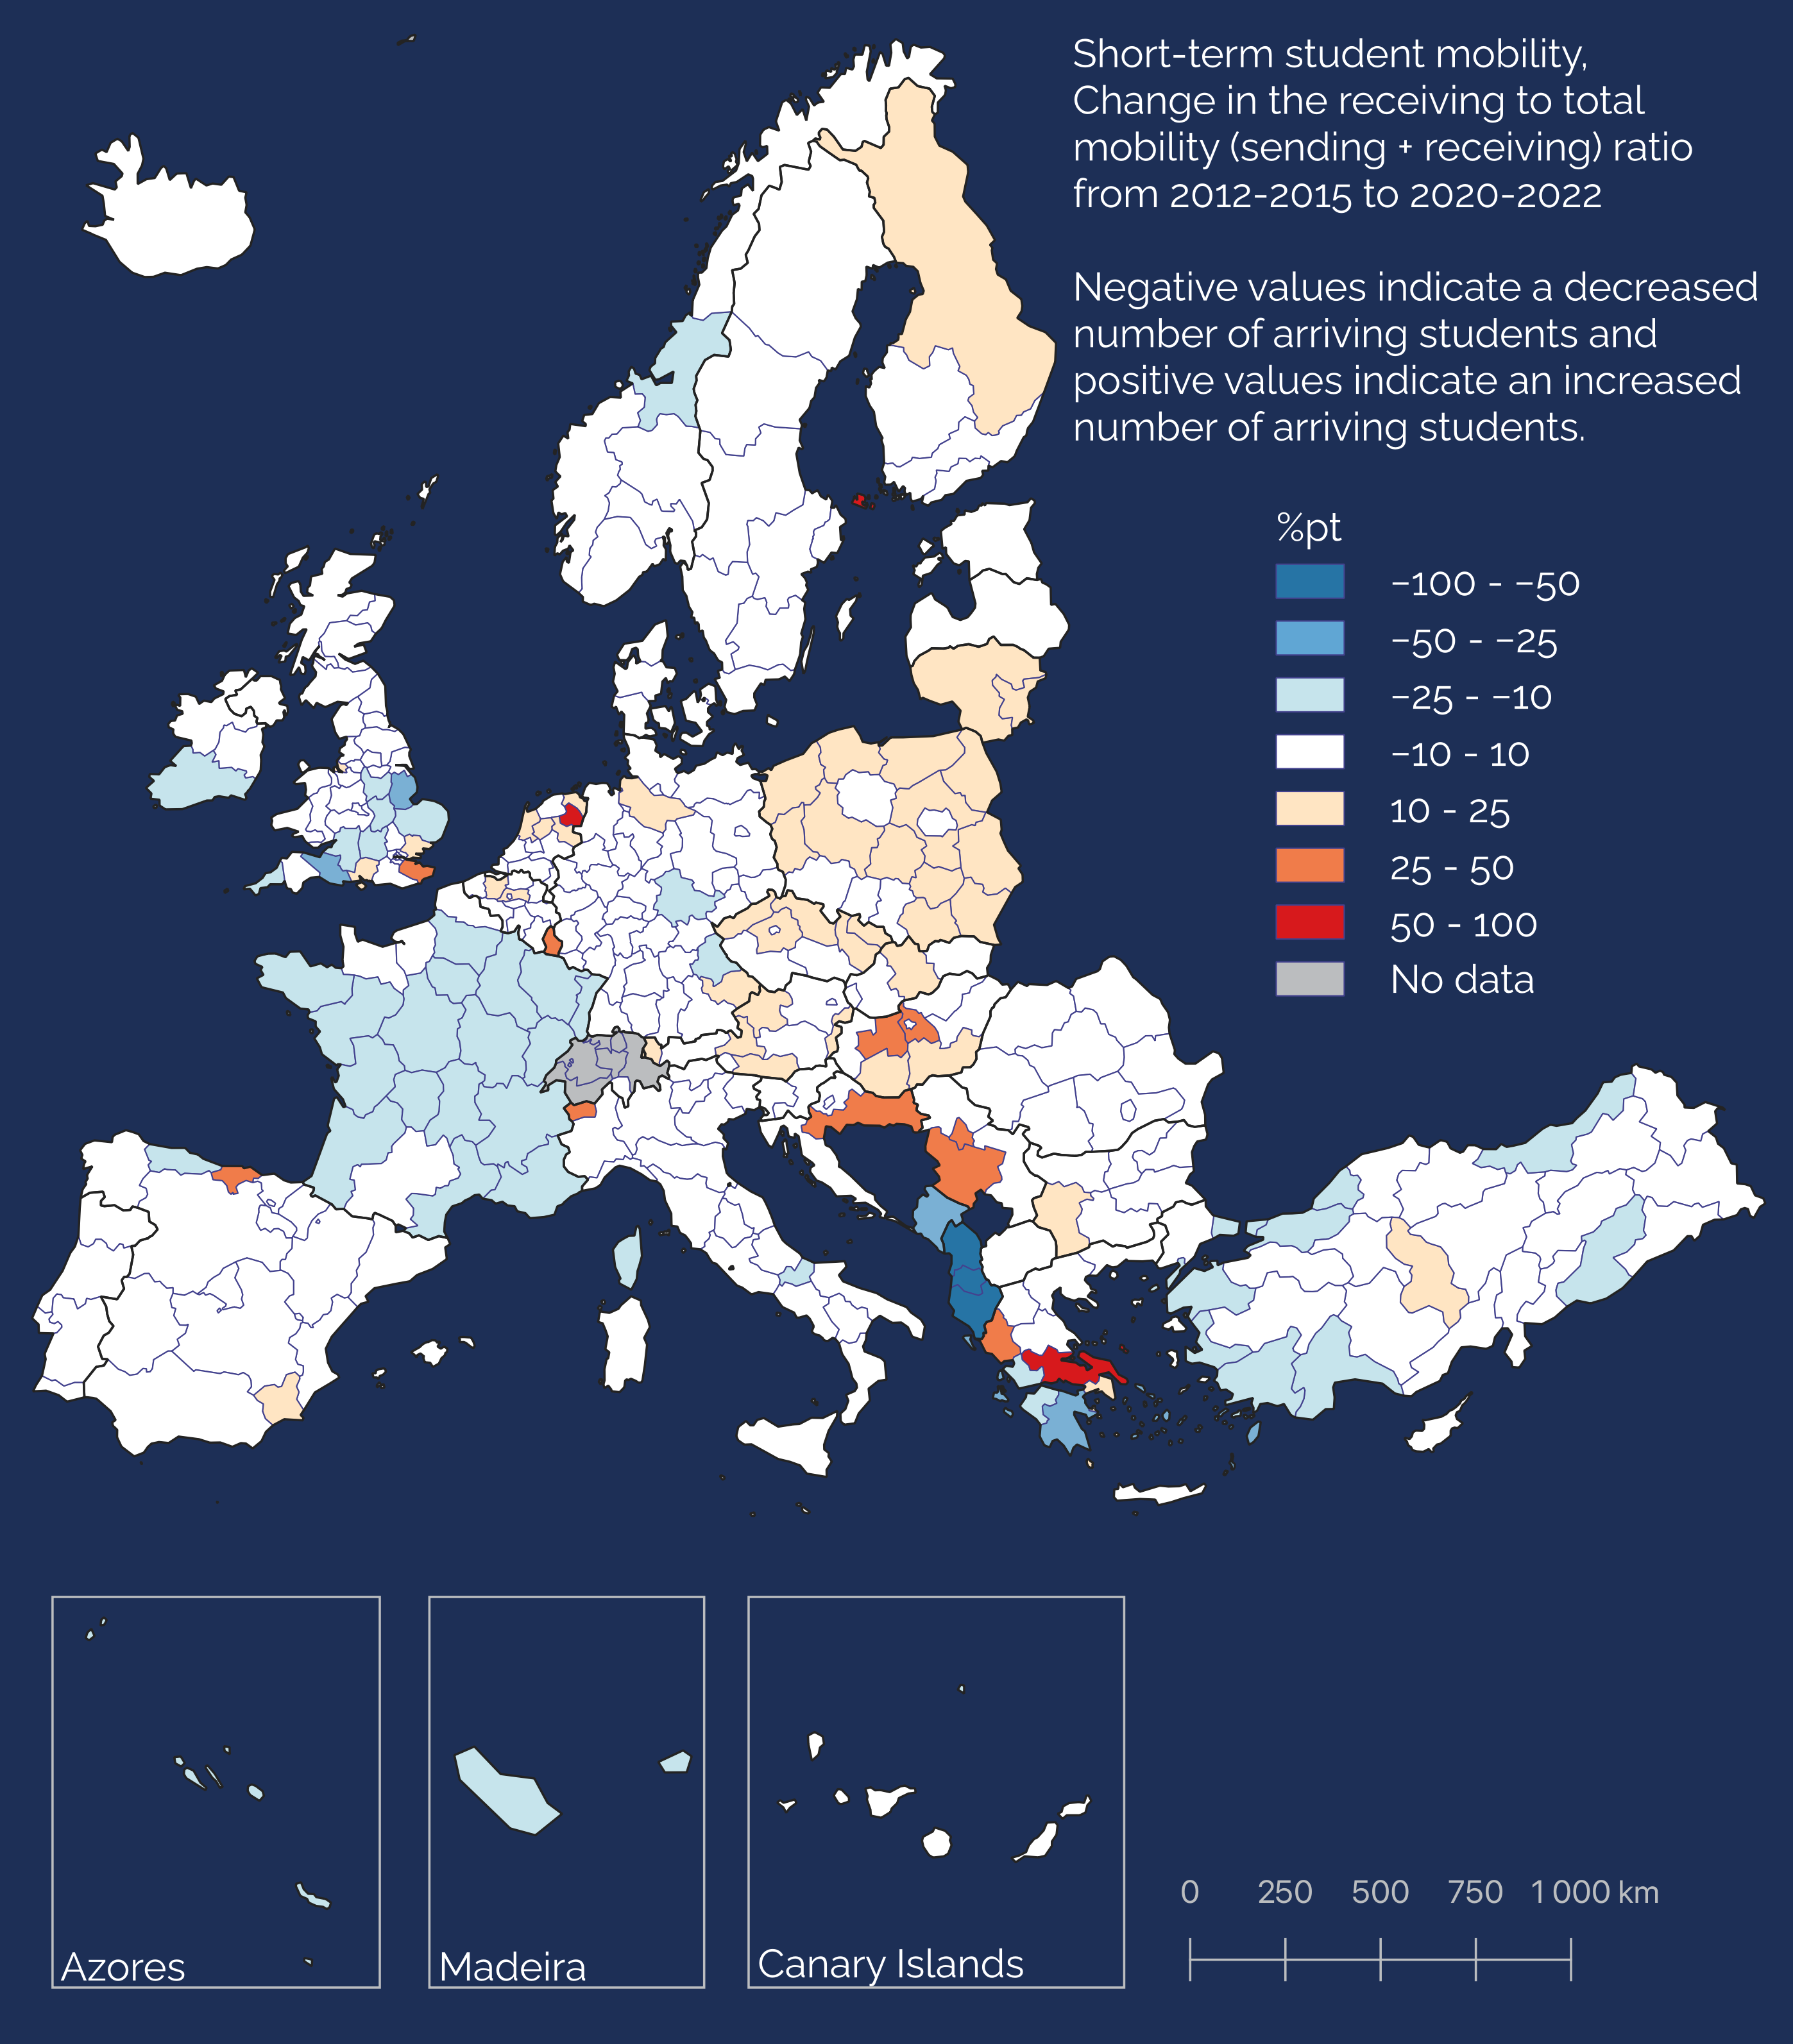 Short-term student mobility,
Change in the receiving to total
mobility (sending + receiving) ratio
from 2012-2015 to 2020-2022
Negative values indicate a decreased
number of arriving students and
positive values indicate an increased
number of arriving students.
%pt
−100 - −50
−50 - −25
−25 - −10
−10 - 10
10 - 25
25 - 50
50 - 100
No data
Azores
Madeira
Canary Islands
0 250 500 750 1 000 km